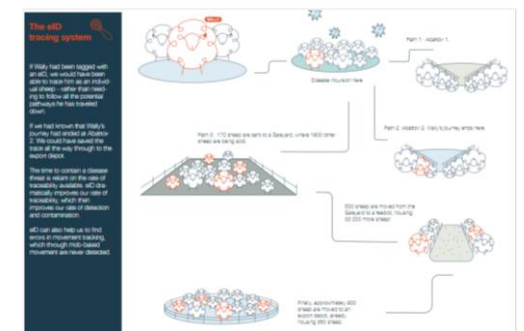 The eID
tracing system
If Wally had been tagged with
an eID, we would have been
able to trace him as an individ-
ual sheep - rather than need-
ing to follow all the potential
pathways he has traveled
down.
If we had known that Wally's
journey had ended at Abattoir
2. We could have saved the
trace all the way through to the
export depot.
The time to contain a disease
threat is reliant on the rate of
traceability available. eID dra-
matically improves our rate of
traceability, which then
improves our rate of detection
and contamination.
eID can also help us to find
errors in movement tracking,
which through mob-based
movement are never detected.
WALLY
Disease incursion here
Path 1: Abattoir 1.
Path 2: Abattoir 2. Wally's journey ends here
Path 3: 170 sheep are sent to a Saleyard, where 1800 other
sheep are being sold.
500 sheep are moved from the
Saleyard to a feedlot, housing
20 000 more sheep
Finally, approximately 900
sheep are moved to an
export depot, already
housing 950 sheep.